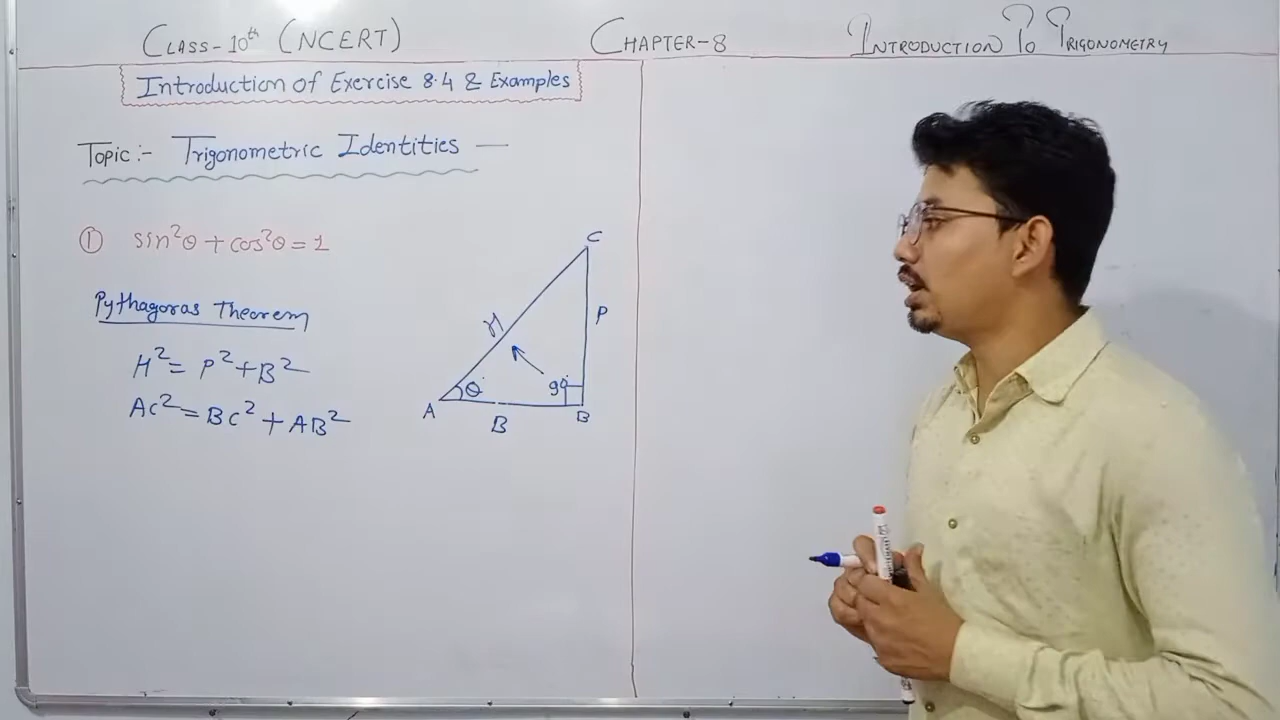 CLASS-10th (NCERT) CHAPTER-8 INTRODUCTION TO TRIGONOMETRY
Introduction of Exercise 8.4 & Examples
Topic:- Trigonometric Identities —
① sin²θ + cos²θ = 1
Pythagoras Theorem
H² = P² + B²
AC² = BC² + AB²
C
H
P
θ
90°
A
B
B